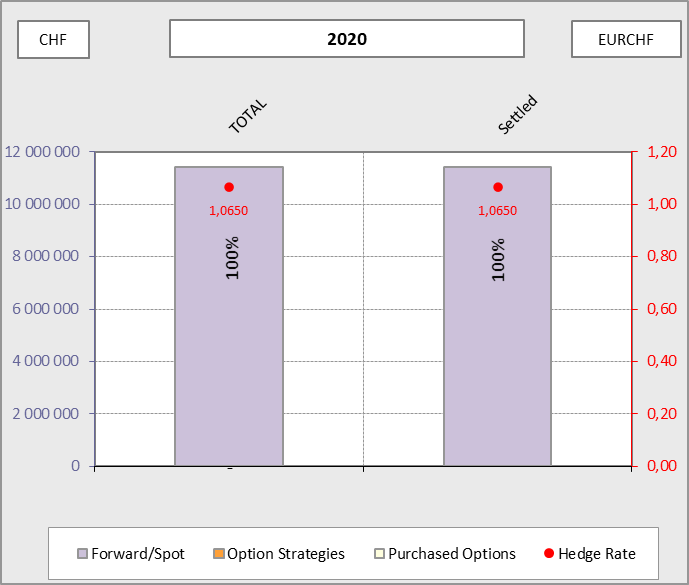 CHF
2020
EURCHF
TOTAL
Settled
12 000 000
10 000 000
8 000 000
6 000 000
4 000 000
2 000 000
0
1,20
1,00
0,80
0,60
0,40
0,20
0,00
1,0650
1,0650
100%
100%
-
Forward/Spot
Option Strategies
Purchased Options
Hedge Rate